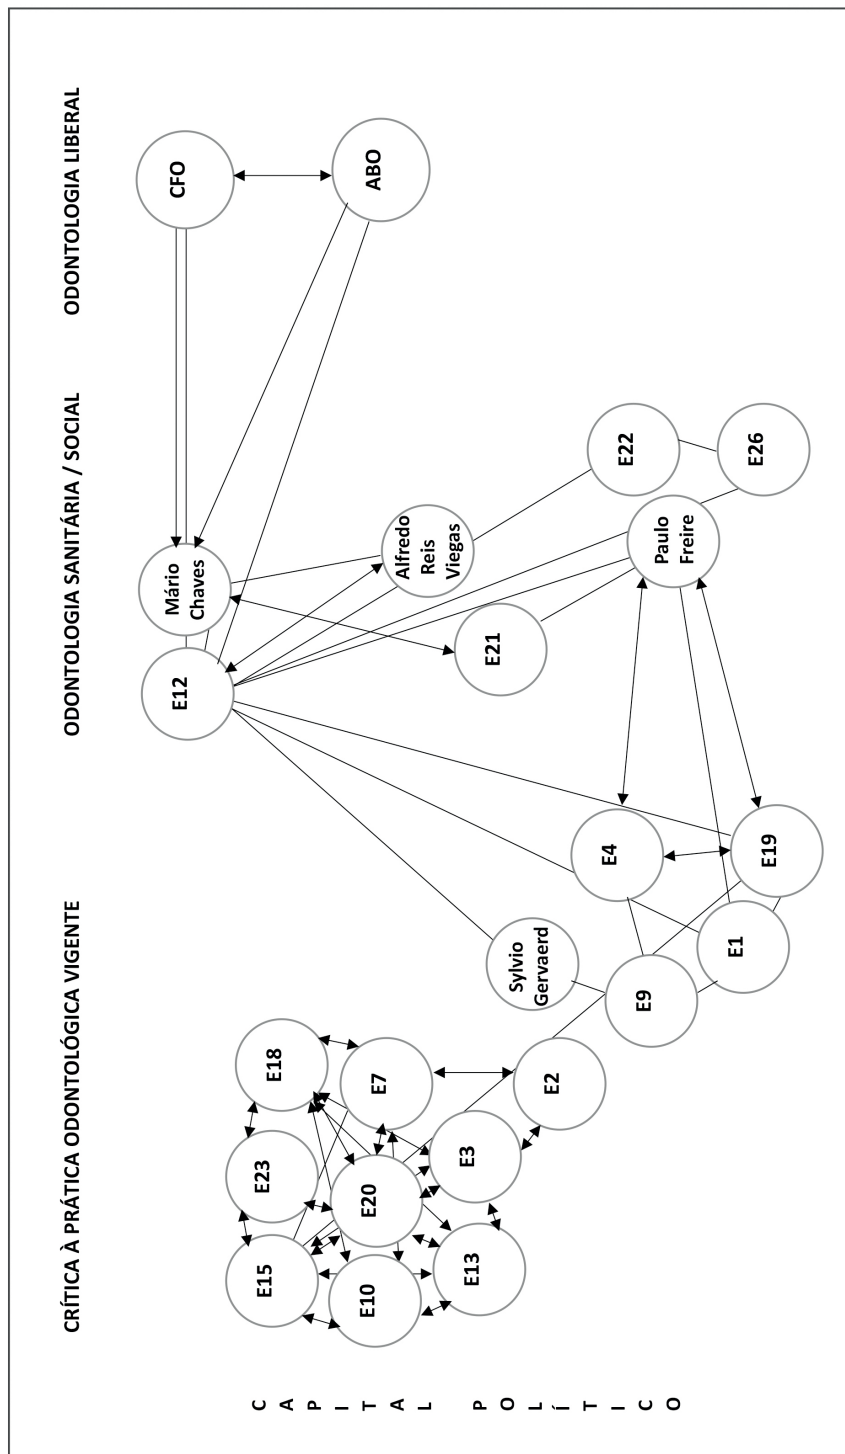 CRÍTICA À PRÁTICA ODONTOLÓGICA VIGENTE
ODONTOLOGIA SANITÁRIA / SOCIAL
ODONTOLOGIA LIBERAL
C
A
P
I
T
A
L
P
O
L
Í
T
I
C
O
E15
E23
E18
E10
E20
E7
E13
E3
E2
Sylvio
Gervaerd
E9
E1
E4
E19
E12
Mário
Chaves
E21
Alfredo
Reis
Viegas
Paulo
Freire
E22
E26
CFO
ABO